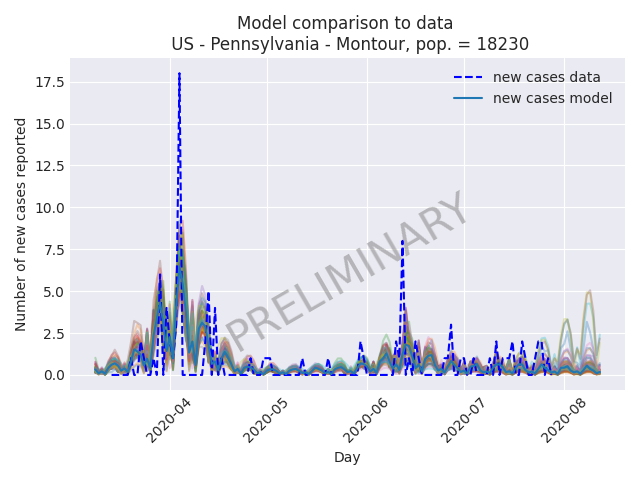 Model comparison to data
US - Pennsylvania - Montour, pop. = 18230
new cases data
new cases model
Number of new cases reported
17.5
15.0
12.5
10.0
7.5
5.0
2.5
0.0
PRELIMINARY
2020-04
2020-05
2020-06
2020-07
2020-08
Day